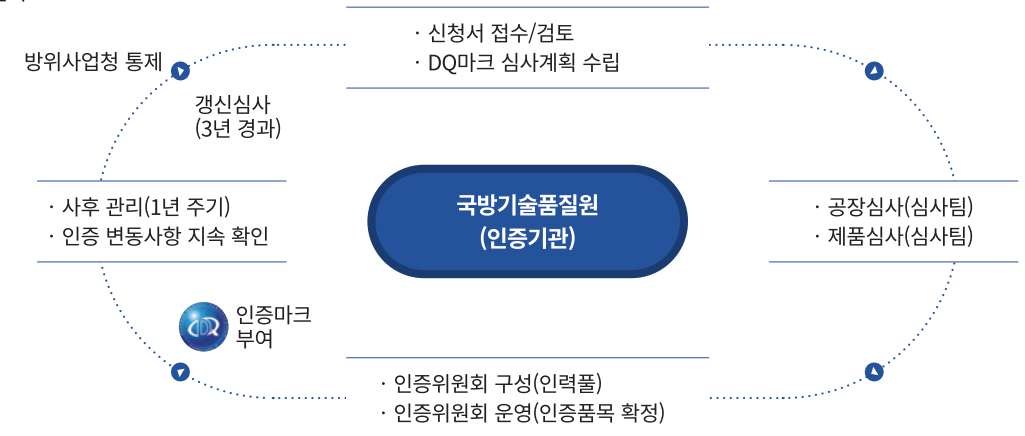 · 신청서 접수/검토
· DQ마크 심사계획 수립
방위사업청 통제
갱신심사
(3년 경과)
· 사후 관리(1년 주기)
· 인증 변동사항 지속 확인
국방기술품질원
(인증기관)
· 공장심사(심사팀)
· 제품심사(심사팀)
DQ
인증마크
부여
· 인증위원회 구성(인력풀)
· 인증위원회 운영(인증품목 확정)